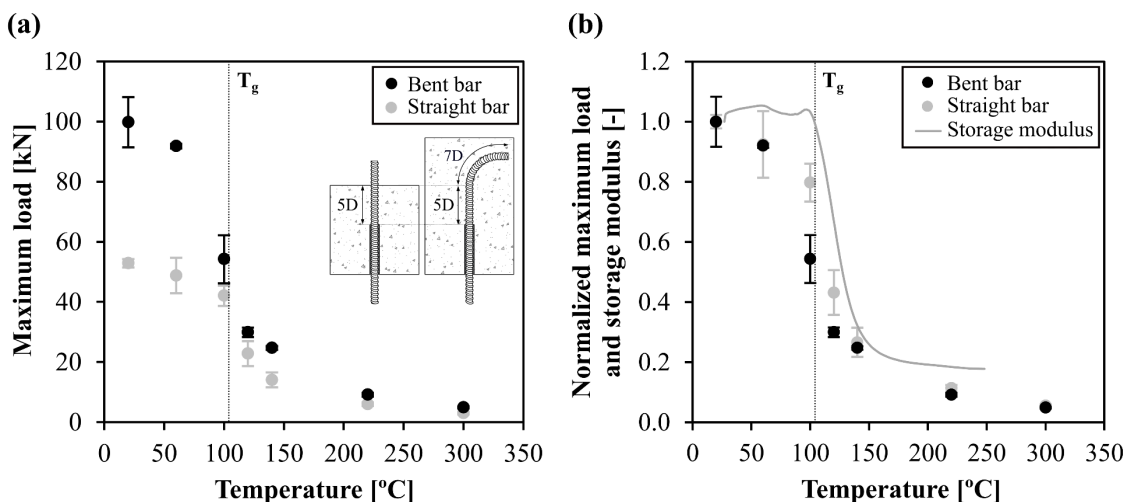 (a)
Maximum load [kN]
120
100
80
60
40
20
0
T_g
Bent bar
Straight bar
5D
7D
5D
0 50 100 150 200 250 300 350
Temperature [ºC]
(b)
Normalized maximum load
and storage modulus [-]
1.2
1.0
0.8
0.6
0.4
0.2
0.0
T_g
Bent bar
Straight bar
Storage modulus
0 50 100 150 200 250 300 350
Temperature [ºC]